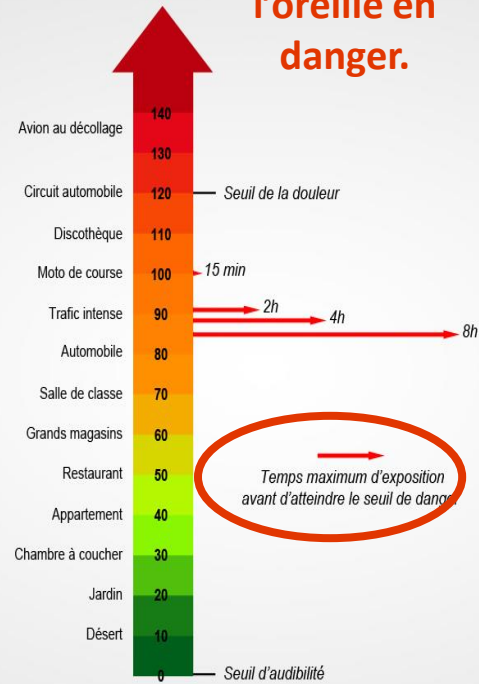 l'oreille en
danger.
140
Avion au décollage
130
Circuit automobile 120 Seuil de la douleur
Discothèque 110
Moto de course 100 15 min
Trafic intense 90 2h
4h
8h
Automobile 80
Salle de classe 70
Grands magasins 60
Restaurant 50
Temps maximum d'exposition
avant d'atteindre le seuil de danger
Appartement 40
Chambre à coucher 30
Jardin 20
Désert 10
0 Seuil d'audibilité